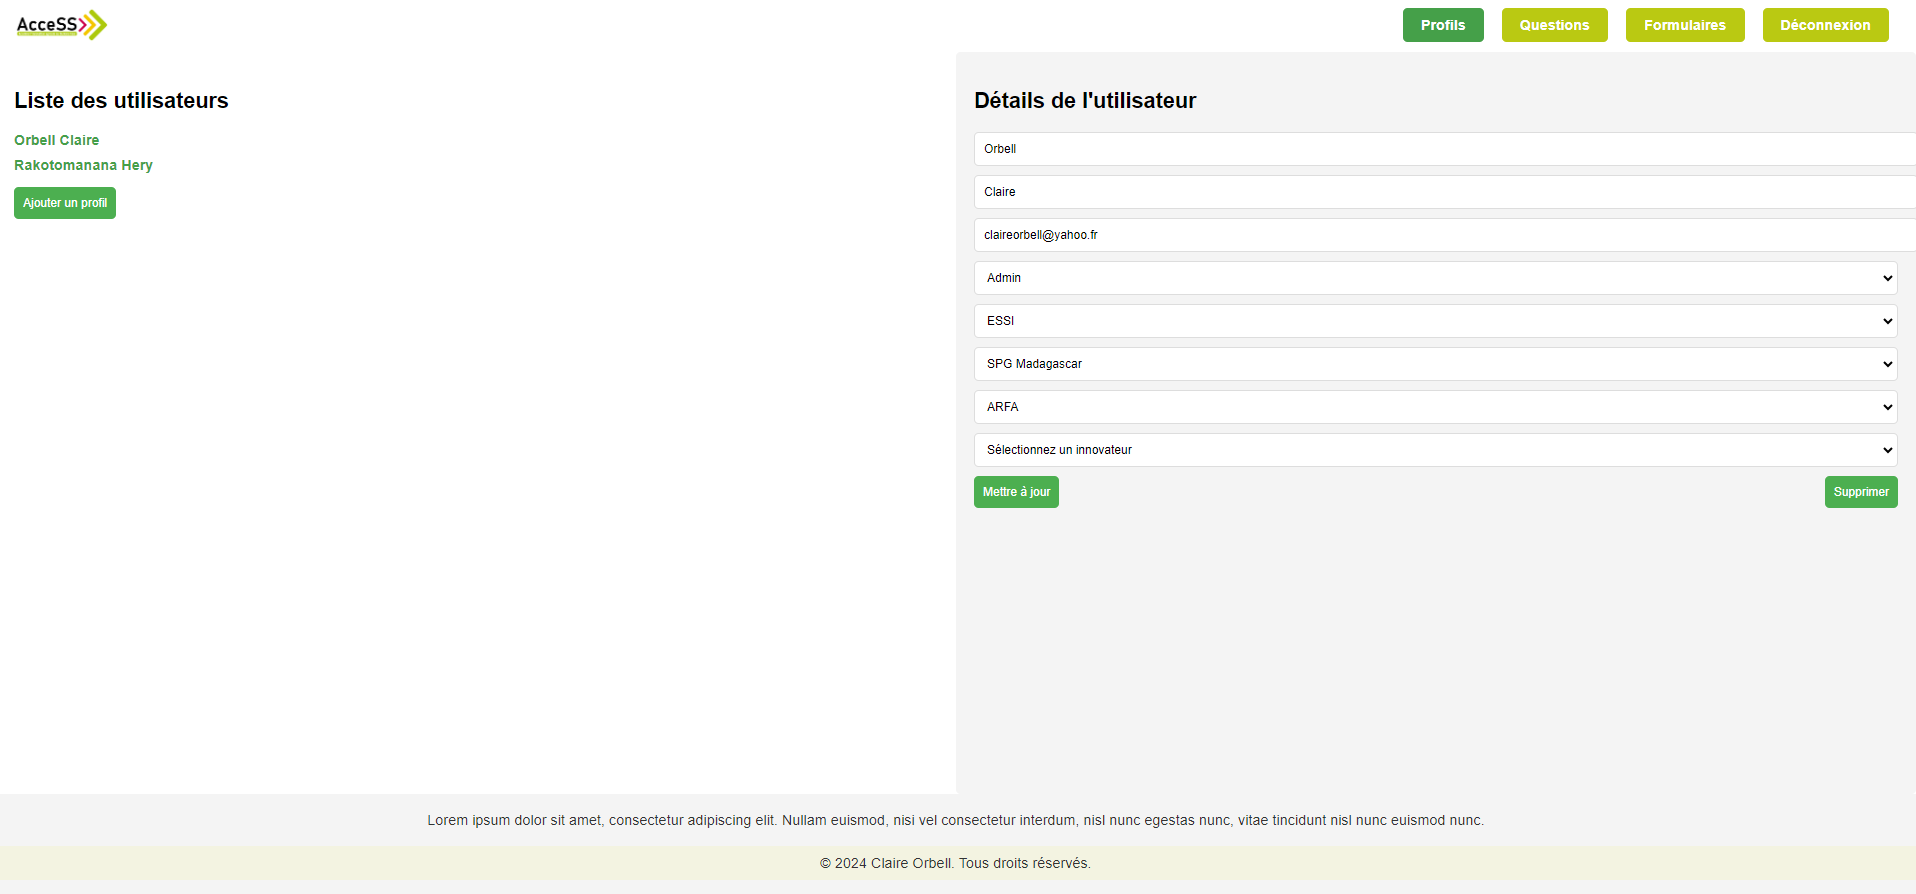 AcceSS
Profils
Questions
Formulaires
Déconnexion
Liste des utilisateurs
Orbell Claire
Rakotomanana Hery
Ajouter un profil
Détails de l'utilisateur
Orbell
Claire
claireorbell@yahoo.fr
Admin
ESSI
SPG Madagascar
ARFA
Sélectionnez un innovateur
Mettre à jour
Supprimer
Lorem ipsum dolor sit amet, consectetur adipiscing elit. Nullam euismod, nisi vel consectetur interdum, nisl nunc egestas nunc, vitae tincidunt nisl nunc euismod nunc.
© 2024 Claire Orbell. Tous droits réservés.